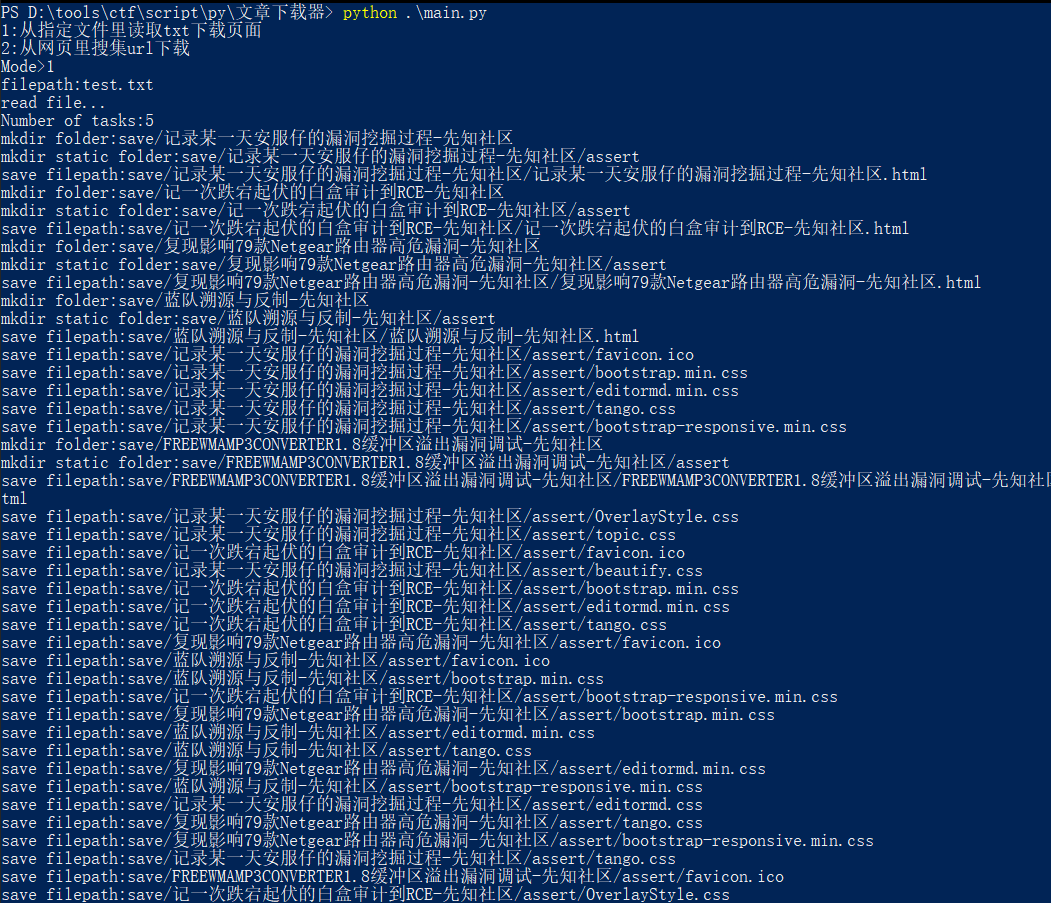 PS D:\tools\ctf\script\py\文章下载器> python .\main.py
1:从指定文件里读取txt下载页面
2:从网页里搜集url下载
Mode>1
filepath:test.txt
read file...
Number of tasks:5
mkdir folder:save/记录某一天安服仔的漏洞挖掘过程-先知社区
mkdir static folder:save/记录某一天安服仔的漏洞挖掘过程-先知社区/assert
save filepath:save/记录某一天安服仔的漏洞挖掘过程-先知社区/记录某一天安服仔的漏洞挖掘过程-先知社区.html
mkdir folder:save/记一次跌宕起伏的白盒审计到RCE-先知社区
mkdir static folder:save/记一次跌宕起伏的白盒审计到RCE-先知社区/assert
save filepath:save/记一次跌宕起伏的白盒审计到RCE-先知社区/记一次跌宕起伏的白盒审计到RCE-先知社区.html
mkdir folder:save/复现影响79款Netgear路由器高危漏洞-先知社区
mkdir static folder:save/复现影响79款Netgear路由器高危漏洞-先知社区/assert
save filepath:save/复现影响79款Netgear路由器高危漏洞-先知社区/复现影响79款Netgear路由器高危漏洞-先知社区.html
mkdir folder:save/蓝队溯源与反制-先知社区
mkdir static folder:save/蓝队溯源与反制-先知社区/assert
save filepath:save/蓝队溯源与反制-先知社区/蓝队溯源与反制-先知社区.html
save filepath:save/记录某一天安服仔的漏洞挖掘过程-先知社区/assert/favicon.ico
save filepath:save/记录某一天安服仔的漏洞挖掘过程-先知社区/assert/bootstrap.min.css
save filepath:save/记录某一天安服仔的漏洞挖掘过程-先知社区/assert/editormd.min.css
save filepath:save/记录某一天安服仔的漏洞挖掘过程-先知社区/assert/tango.css
save filepath:save/记录某一天安服仔的漏洞挖掘过程-先知社区/assert/bootstrap-responsive.min.css
mkdir folder:save/FREEWMAMP3CONVERTER1.8缓冲区溢出漏洞调试-先知社区
mkdir static folder:save/FREEWMAMP3CONVERTER1.8缓冲区溢出漏洞调试-先知社区/assert
save filepath:save/FREEWMAMP3CONVERTER1.8缓冲区溢出漏洞调试-先知社区/FREEWMAMP3CONVERTER1.8缓冲区溢出漏洞调试-先知社区
tml
save filepath:save/记录某一天安服仔的漏洞挖掘过程-先知社区/assert/OverlayStyle.css
save filepath:save/记录某一天安服仔的漏洞挖掘过程-先知社区/assert/topic.css
save filepath:save/记一次跌宕起伏的白盒审计到RCE-先知社区/assert/favicon.ico
save filepath:save/记录某一天安服仔的漏洞挖掘过程-先知社区/assert/beautify.css
save filepath:save/记一次跌宕起伏的白盒审计到RCE-先知社区/assert/bootstrap.min.css
save filepath:save/记一次跌宕起伏的白盒审计到RCE-先知社区/assert/editormd.min.css
save filepath:save/记一次跌宕起伏的白盒审计到RCE-先知社区/assert/tango.css
save filepath:save/复现影响79款Netgear路由器高危漏洞-先知社区/assert/favicon.ico
save filepath:save/蓝队溯源与反制-先知社区/assert/favicon.ico
save filepath:save/蓝队溯源与反制-先知社区/assert/bootstrap.min.css
save filepath:save/记一次跌宕起伏的白盒审计到RCE-先知社区/assert/bootstrap-responsive.min.css
save filepath:save/复现影响79款Netgear路由器高危漏洞-先知社区/assert/bootstrap.min.css
save filepath:save/蓝队溯源与反制-先知社区/assert/editormd.min.css
save filepath:save/蓝队溯源与反制-先知社区/assert/tango.css
save filepath:save/复现影响79款Netgear路由器高危漏洞-先知社区/assert/editormd.min.css
save filepath:save/蓝队溯源与反制-先知社区/assert/bootstrap-responsive.min.css
save filepath:save/记录某一天安服仔的漏洞挖掘过程-先知社区/assert/editormd.css
save filepath:save/复现影响79款Netgear路由器高危漏洞-先知社区/assert/tango.css
save filepath:save/复现影响79款Netgear路由器高危漏洞-先知社区/assert/bootstrap-responsive.min.css
save filepath:save/记录某一天安服仔的漏洞挖掘过程-先知社区/assert/tango.css
save filepath:save/FREEWMAMP3CONVERTER1.8缓冲区溢出漏洞调试-先知社区/assert/favicon.ico
save filepath:save/记一次跌宕起伏的白盒审计到RCE-先知社区/assert/OverlayStyle.css